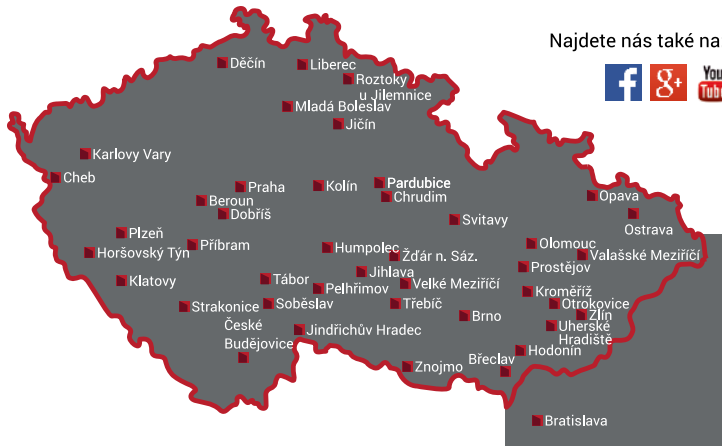 Najdete nás také na
f
g+
You
Tube
Děčín
Liberec
Roztoky
u Jilemnice
Mladá Boleslav
Jičín
Karlovy Vary
Cheb
Praha
Kolín
Pardubice
Chrudim
Beroun
Dobříš
Svitavy
Opava
Ostrava
Plzeň
Příbram
Horšovský Týn
Humpolec
Žďár n. Sáz.
Olomouc
Valašské Meziříčí
Prostějov
Klatovy
Tábor
Jihlava
Pelhřimov
Velké Meziříčí
Kroměříž
Strakonice
Soběslav
Třebíč
Otrokovice
Zlín
Brno
České
Budějovice
Jindřichův Hradec
Uherské
Hradiště
Hodonín
Břeclav
Znojmo
Bratislava